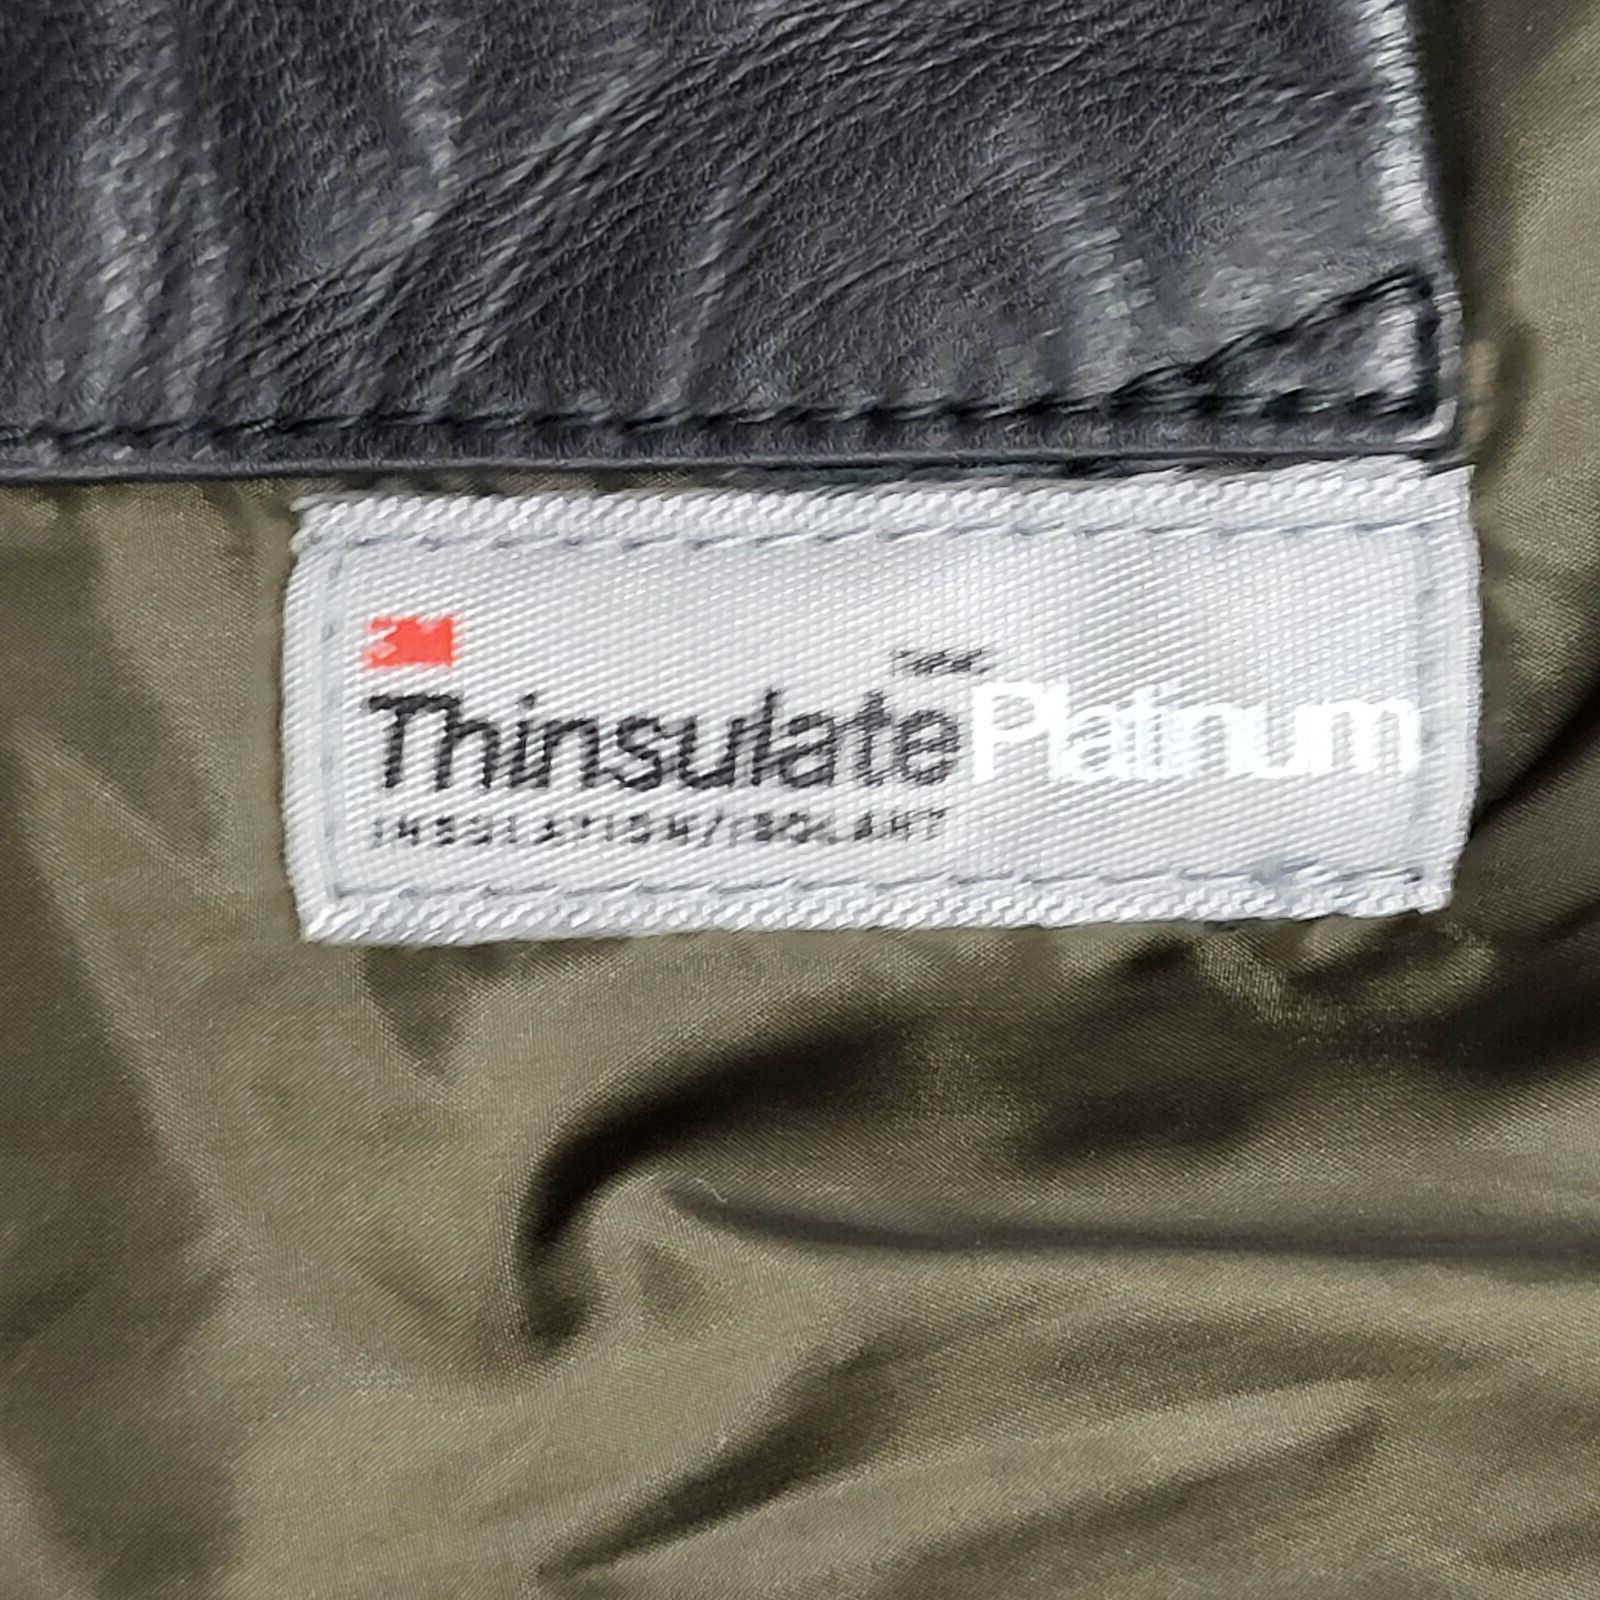 3M
Thinsulate Platinum
INSULATION/ISOLANT